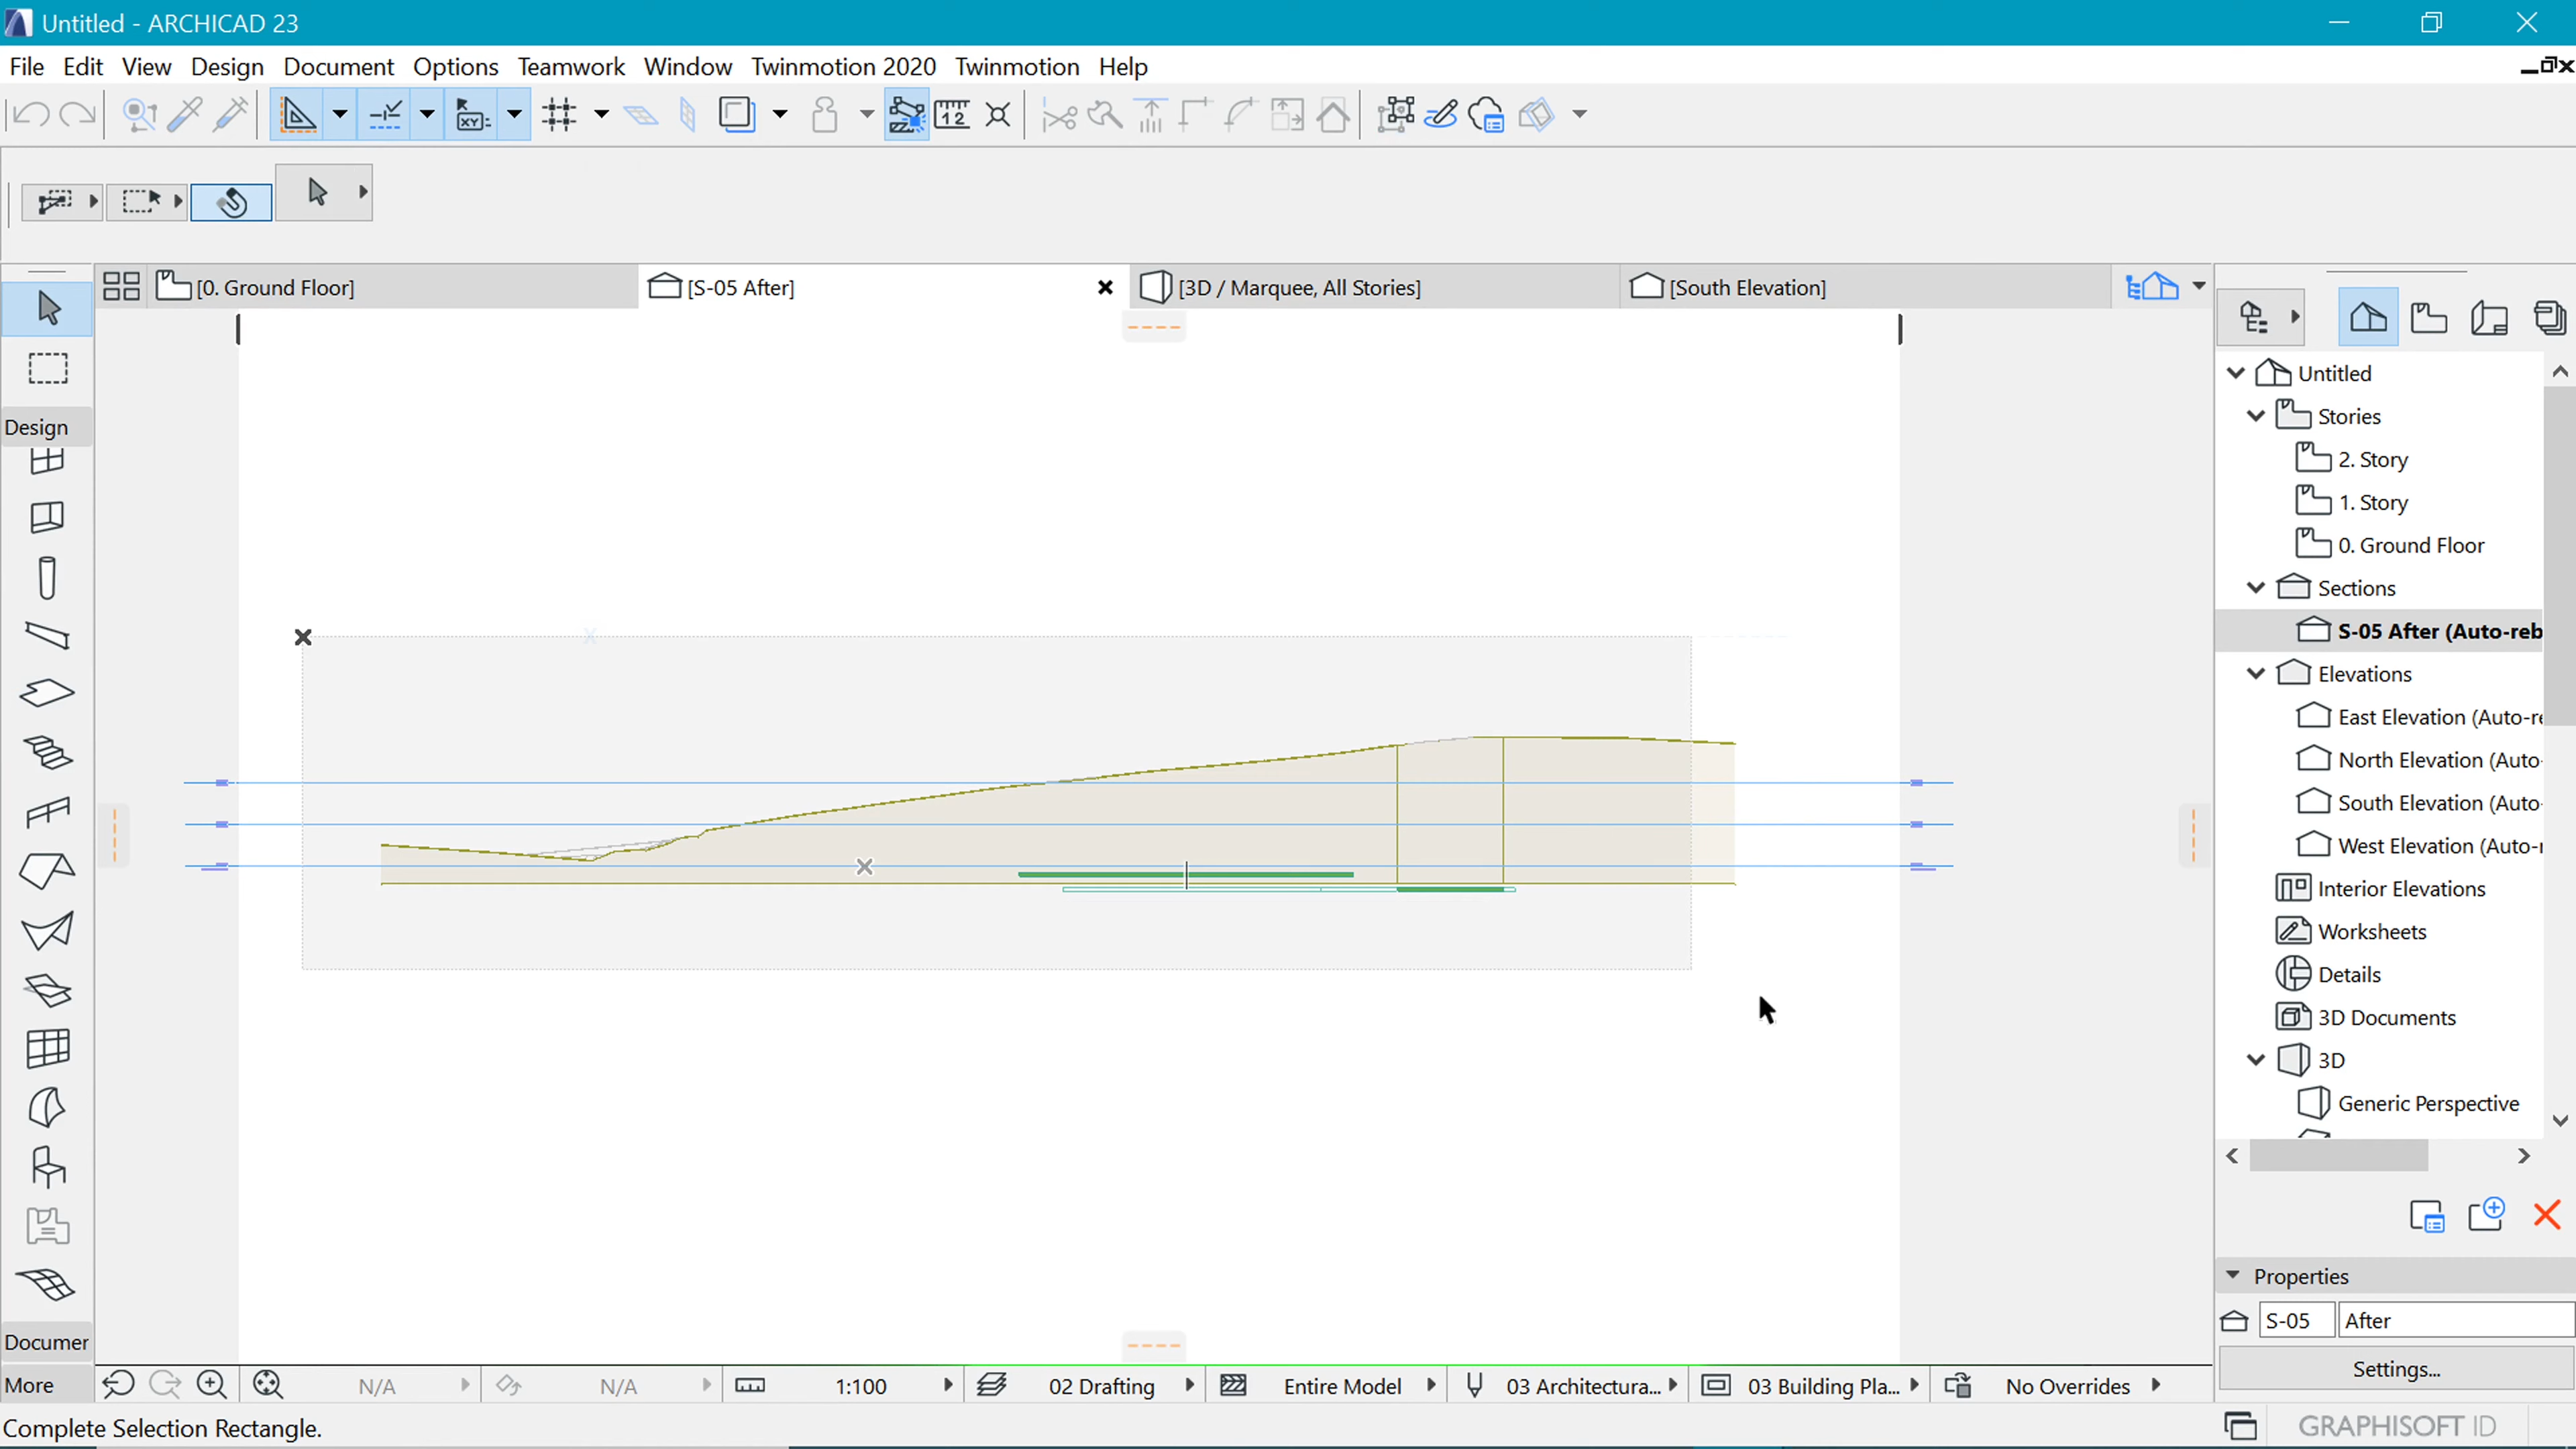 Untitled - ARCHICAD 23
File Edit View Design Document Options Teamwork Window Twinmotion 2020 Twinmotion Help
XY:
12
[0. Ground Floor]
[S-05 After]
[3D / Marquee, All Stories]
[South Elevation]
Design
Documer
More
Untitled
Stories
2. Story
1. Story
0. Ground Floor
Sections
S-05 After (Auto-reb
Elevations
East Elevation (Auto-re
North Elevation (Auto-
South Elevation (Auto-
West Elevation (Auto-r
Interior Elevations
Worksheets
Details
3D Documents
3D
Generic Perspective
Properties
S-05 After
Settings...
N/A N/A 1:100 02 Drafting Entire Model 03 Architectura... 03 Building Pla... No Overrides
Complete Selection Rectangle.
GRAPHISOFT ID